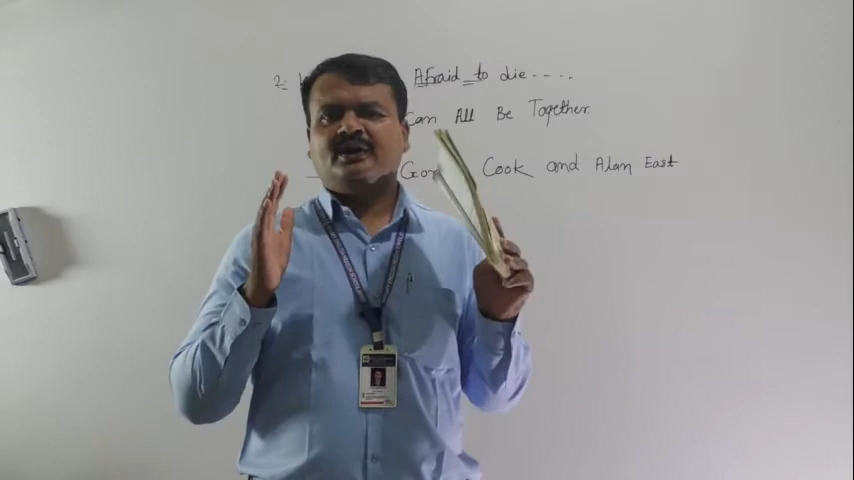 2. Afraid to die....
Can All Be Together.
Cook and Alan East